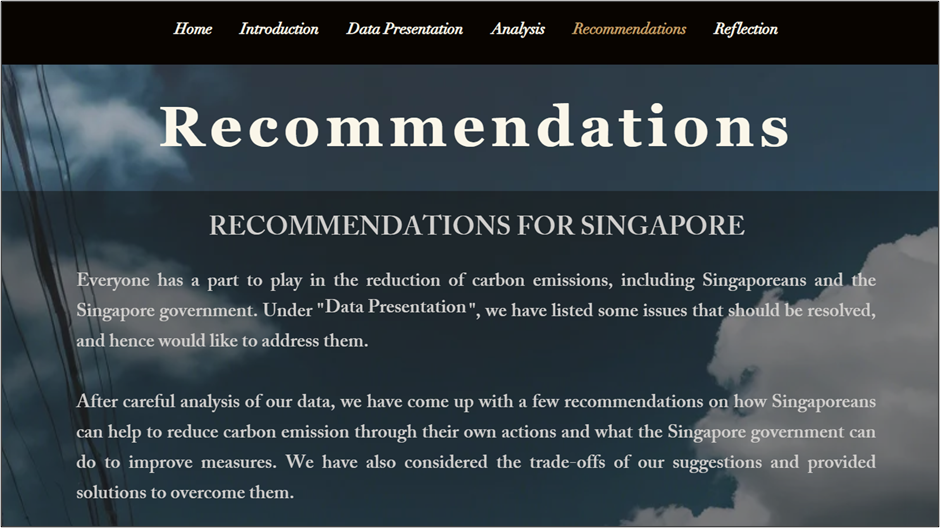 Home Introduction Data Presentation Analysis Recommendations Reflection
Recommendations
RECOMMENDATIONS FOR SINGAPORE
Everyone has a part to play in the reduction of carbon emissions, including Singaporeans and the
Singapore government. Under "Data Presentation", we have listed some issues that should be resolved,
and hence would like to address them.
After careful analysis of our data, we have come up with a few recommendations on how Singaporeans
can help to reduce carbon emission through their own actions and what the Singapore government can
do to improve measures. We have also considered the trade-offs of our suggestions and provided
solutions to overcome them.